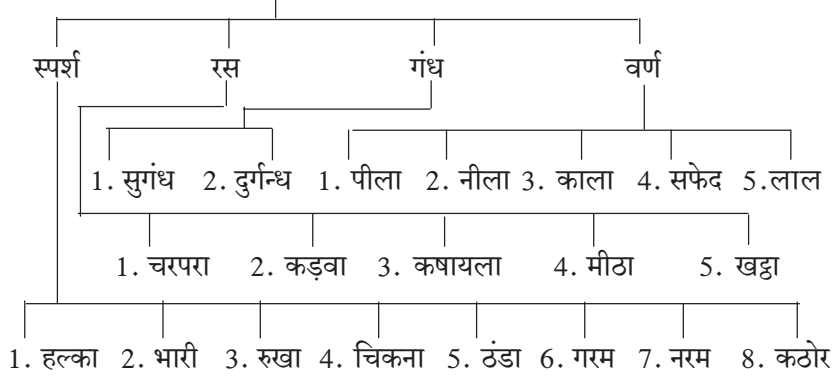 स्पर्श रस गंध वर्ण
1. सुगंध 2. दुर्गन्ध 1. पीला 2. नीला 3. काला 4. सफेद 5.लाल
1. चरपरा 2. कड़वा 3. कषायला 4. मीठा 5. खट्ठा
1. हल्का 2. भारी 3. रुखा 4. चिकना 5. ठंडा 6. गरम 7. नरम 8. कठोर